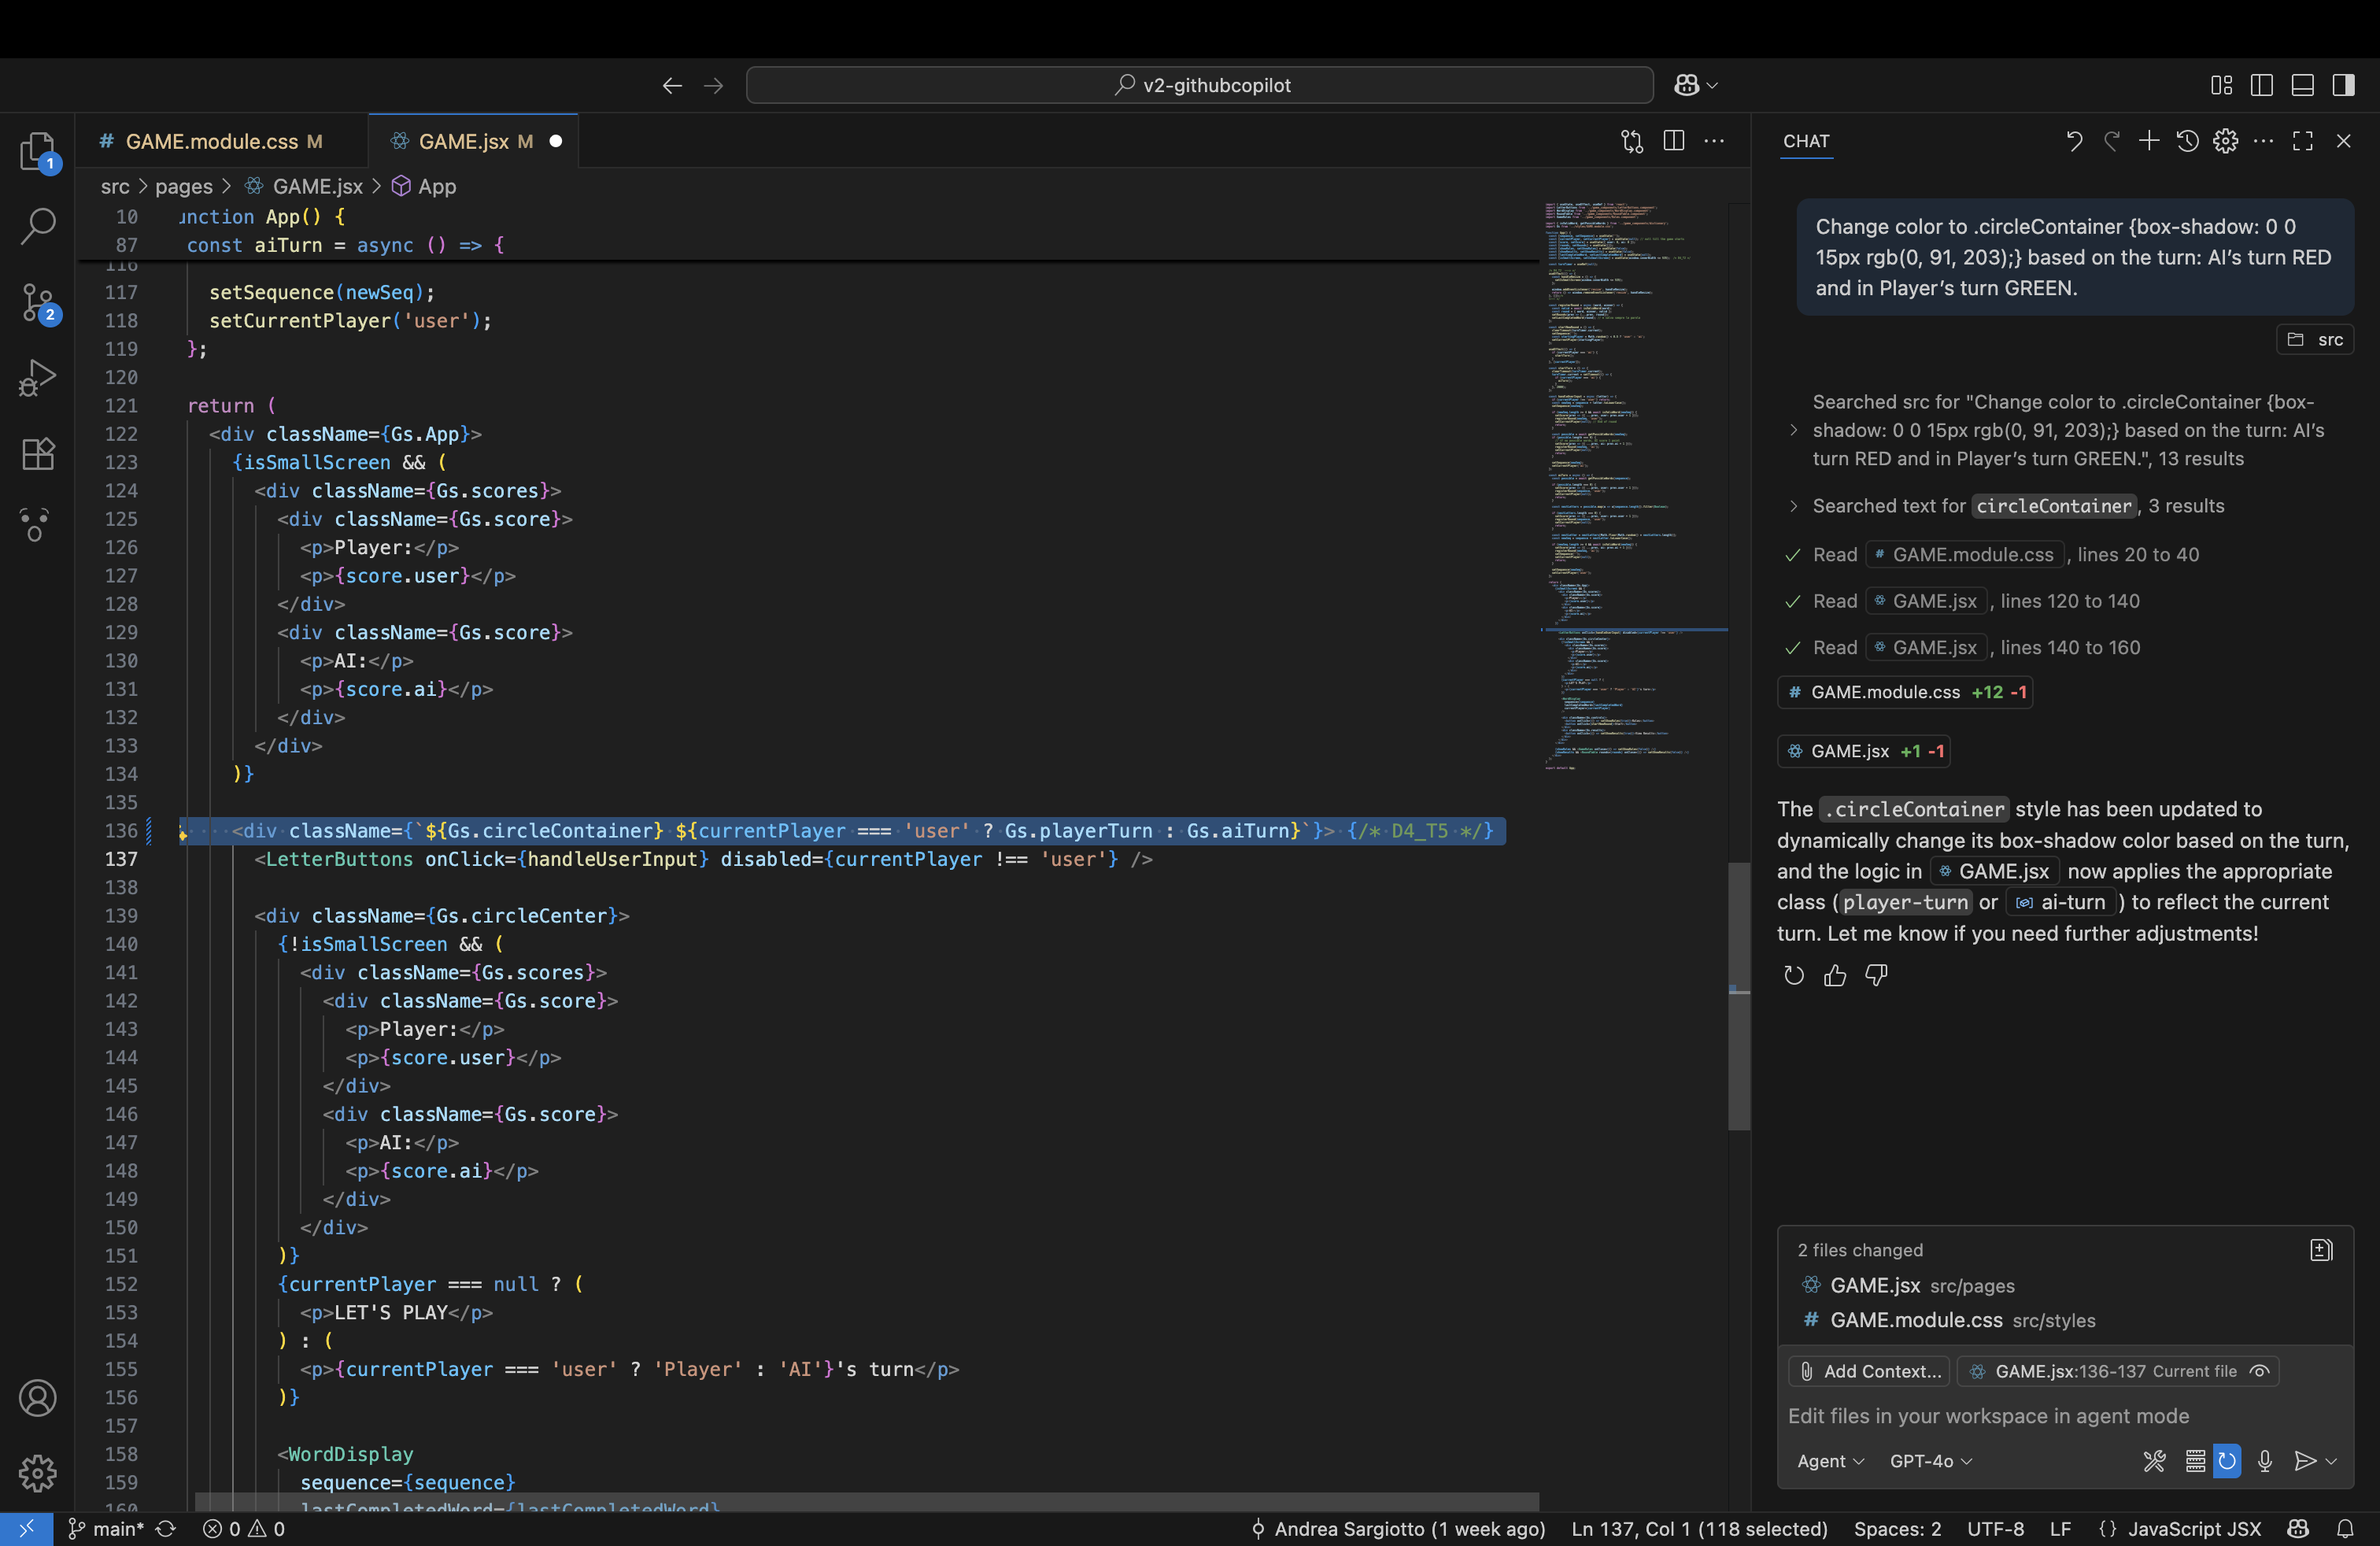 v2-githubcopilot
GAME.module.css M
GAME.jsx M
src > pages > GAME.jsx > App
10 unction App() {
87 const aiTurn = async () => {
116
117 setSequence(newSeq);
118 setCurrentPlayer('user');
119 };
120
121 return (
122 <div className={Gs.App}>
123 {isSmallScreen && (
124 <div className={Gs.scores}>
125 <div className={Gs.score}>
126 <p>Player:</p>
127 <p>{score.user}</p>
128 </div>
129 <div className={Gs.score}>
130 <p>AI:</p>
131 <p>{score.ai}</p>
132 </div>
133 </div>
134 )}
135
136 <div className={`${Gs.circleContainer} ${currentPlayer === 'user' ? Gs.playerTurn : Gs.aiTurn}`}> {/* D4_T5 */}
137 <LetterButtons onClick={handleUserInput} disabled={currentPlayer !== 'user'} />
138
139 <div className={Gs.circleCenter}>
140 {!isSmallScreen && (
141 <div className={Gs.scores}>
142 <div className={Gs.score}>
143 <p>Player:</p>
144 <p>{score.user}</p>
145 </div>
146 <div className={Gs.score}>
147 <p>AI:</p>
148 <p>{score.ai}</p>
149 </div>
150 </div>
151 )}
152 {currentPlayer === null ? (
153 <p>LET'S PLAY</p>
154 ) : (
155 <p>{currentPlayer === 'user' ? 'Player' : 'AI'}'s turn</p>
156 )}
157
158 <WordDisplay
159 sequence={sequence}
160 lastCompletedWord={lastCompletedWord}
CHAT
Change color to .circleContainer {box-shadow: 0 0
15px rgb(0, 91, 203);} based on the turn: AI’s turn RED
and in Player’s turn GREEN.
src
Searched src for "Change color to .circleContainer {box-
shadow: 0 0 15px rgb(0, 91, 203);} based on the turn: AI’s
turn RED and in Player’s turn GREEN.", 13 results
Searched text for circleContainer, 3 results
Read # GAME.module.css, lines 20 to 40
Read GAME.jsx, lines 120 to 140
Read GAME.jsx, lines 140 to 160
# GAME.module.css +12 -1
GAME.jsx +1 -1
The .circleContainer style has been updated to
dynamically change its box-shadow color based on the turn,
and the logic in GAME.jsx now applies the appropriate
class (player-turn or ai-turn) to reflect the current
turn. Let me know if you need further adjustments!
2 files changed
GAME.jsx src/pages
# GAME.module.css src/styles
Add Context... GAME.jsx:136-137 Current file
Edit files in your workspace in agent mode
Agent GPT-4o
1
2
main* 0 0
Andrea Sargiotto (1 week ago) Ln 137, Col 1 (118 selected) Spaces: 2 UTF-8 LF {} JavaScript JSX